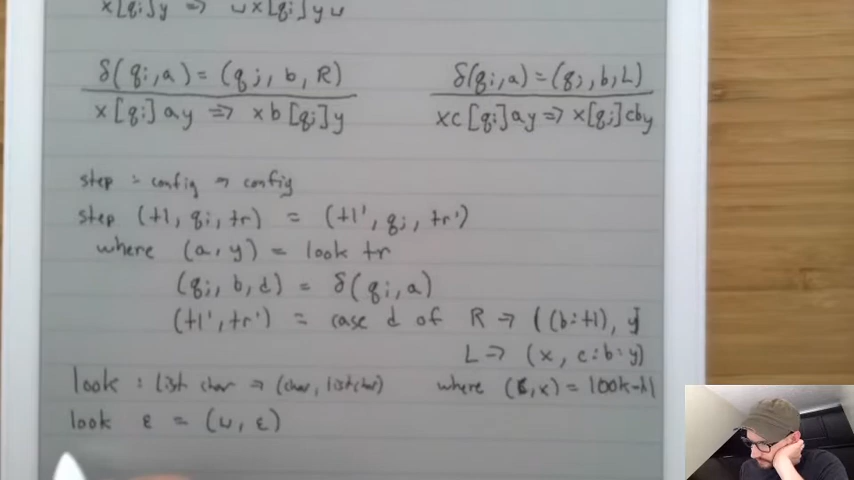 x[qi]y => ⊔x[qi]y⊔
δ(qi,a) = (qj, b, R)
x[qi]ay => xb[qj]y
δ(qi,a) = (qj,b,L)
xc[qi]ay => x[qj]cby
step : config → config
step (tl, qi, tr) = (tl', qj, tr')
where (a,y) = look tr
(qj, b, d) = δ(qi,a)
(tl',tr') = case d of R → ((b:tl), y)
L → (x, c:b:y)
where (c,x) = look tl
look : list char → (char, list char)
look ε = (⊔, ε)